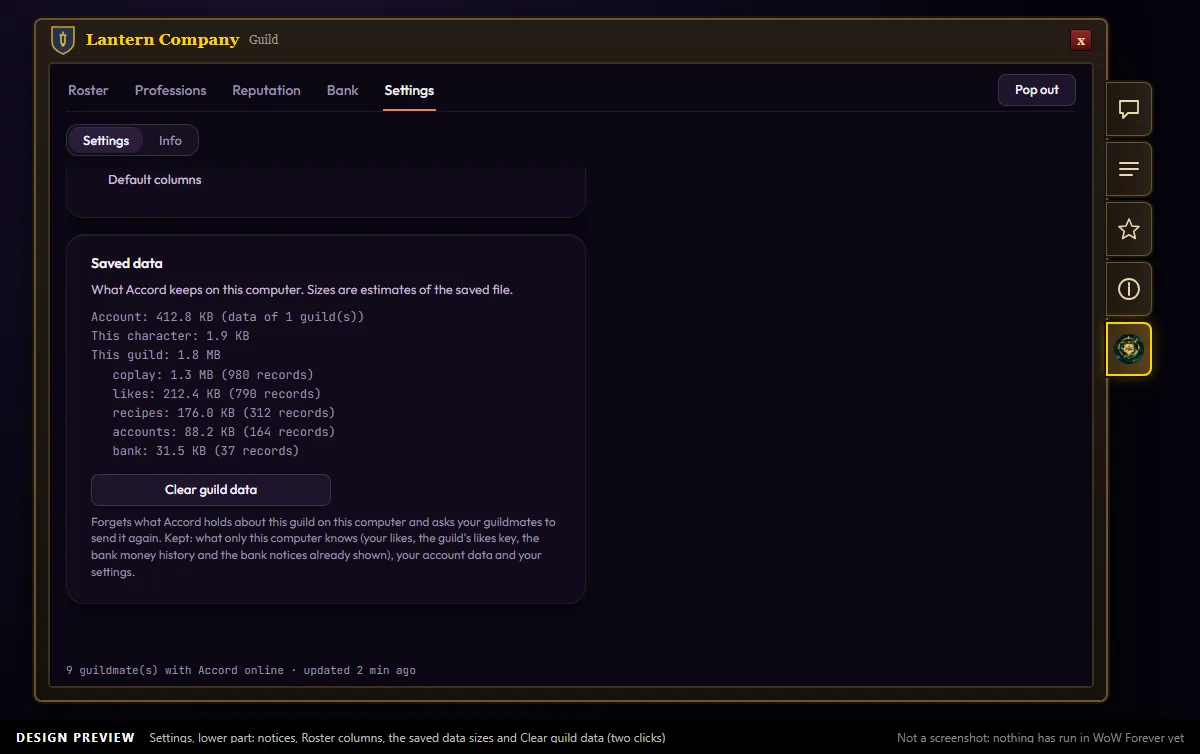 Lantern Company Guild
x
Roster Professions Reputation Bank Settings Pop out
Settings Info
Default columns
Saved data
What Accord keeps on this computer. Sizes are estimates of the saved file.
Account: 412.8 KB (data of 1 guild(s))
This character: 1.9 KB
This guild: 1.8 MB
coplay: 1.3 MB (980 records)
likes: 212.4 KB (790 records)
recipes: 176.0 KB (312 records)
accounts: 88.2 KB (164 records)
bank: 31.5 KB (37 records)
Clear guild data
Forgets what Accord holds about this guild on this computer and asks your guildmates to
send it again. Kept: what only this computer knows (your likes, the guild's likes key, the
bank money history and the bank notices already shown), your account data and your
settings.
9 guildmate(s) with Accord online · updated 2 min ago
DESIGN PREVIEW Settings, lower part: notices, Roster columns, the saved data sizes and Clear guild data (two clicks) Not a screenshot: nothing has run in WoW Forever yet